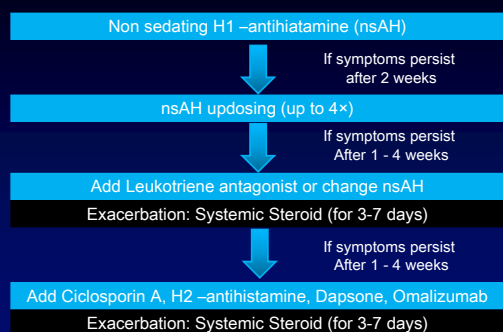 Non sedating H1 –antihiatamine (nsAH)
If symptoms persist
after 2 weeks
nsAH updosing (up to 4×)
If symptoms persist
After 1 - 4 weeks
Add Leukotriene antagonist or change nsAH
Exacerbation: Systemic Steroid (for 3-7 days)
If symptoms persist
After 1 - 4 weeks
Add Ciclosporin A, H2 –antihistamine, Dapsone, Omalizumab
Exacerbation: Systemic Steroid (for 3-7 days)